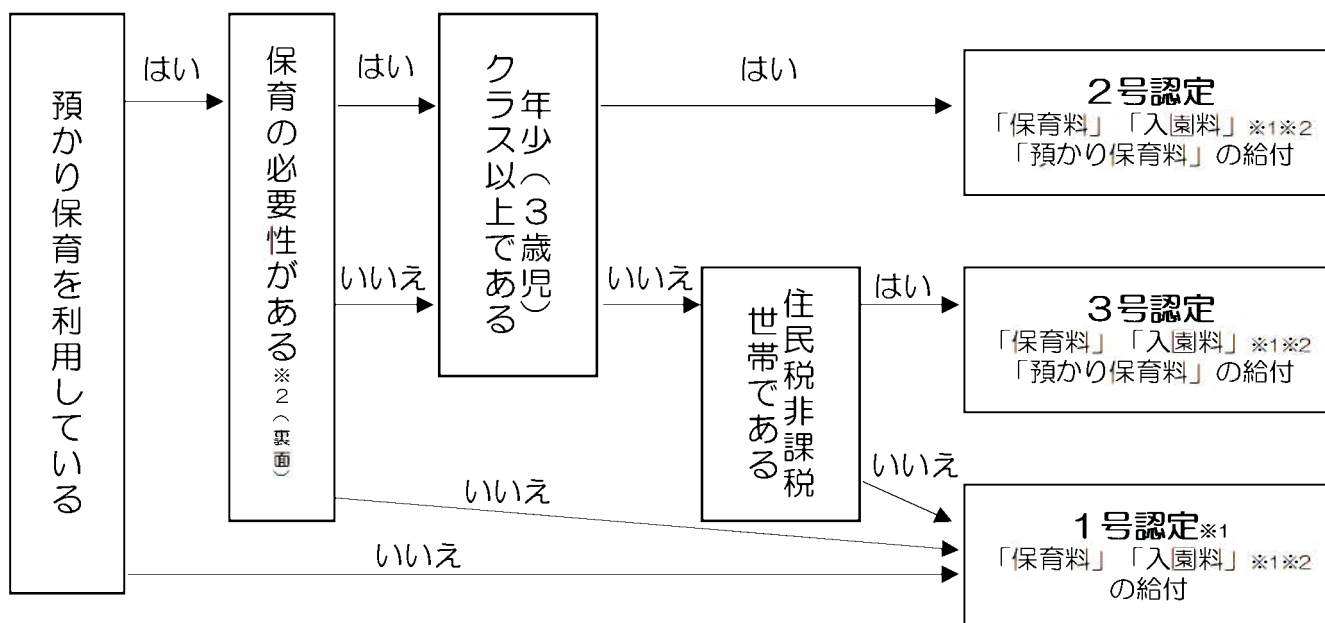 預かり保育を利用している
はい
保育の必要性がある※2（裏面）
はい
いいえ
年少（３歳児）
クラス以上である
はい
いいえ
住民税非課税
世帯である
はい
いいえ
いいえ
いいえ
２号認定
「保育料」「入園料」※1※2
「預かり保育料」の給付
３号認定
「保育料」「入園料」※1※2
「預かり保育料」の給付
１号認定※1
「保育料」「入園料」※1※2
の給付